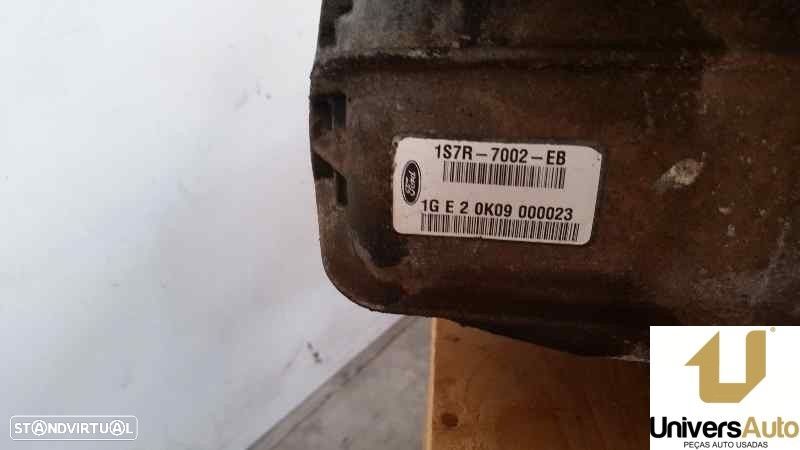 1S7R-7002-EB
Ford
1G E 2 0K09 000023
STANDVIRTUAL
UniversAuto
PEÇAS AUTO USADAS